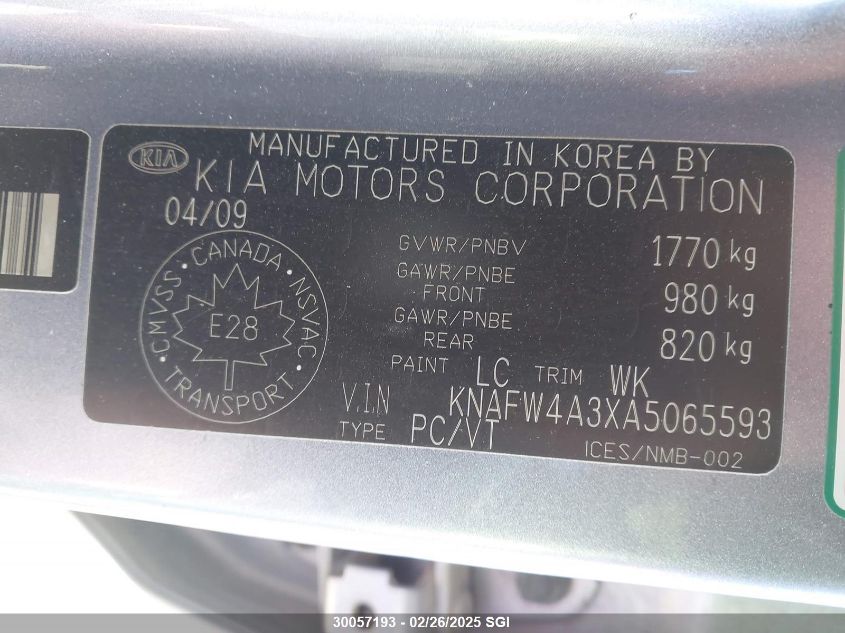 KIA
MANUFACTURED IN KOREA BY
KIA MOTORS CORPORATION
04/09
GVWR/PNBV 1770 kg
GAWR/PNBE FRONT 980 kg
GAWR/PNBE REAR 820 kg
PAINT LC TRIM WK
V.I.N KNAFW4A3XA5065593
TYPE PC/VT
ICES/NMB-002
CANADA
CMVSS · NSVAC
E28
TRANSPORT
30057193 - 02/26/2025 SGI